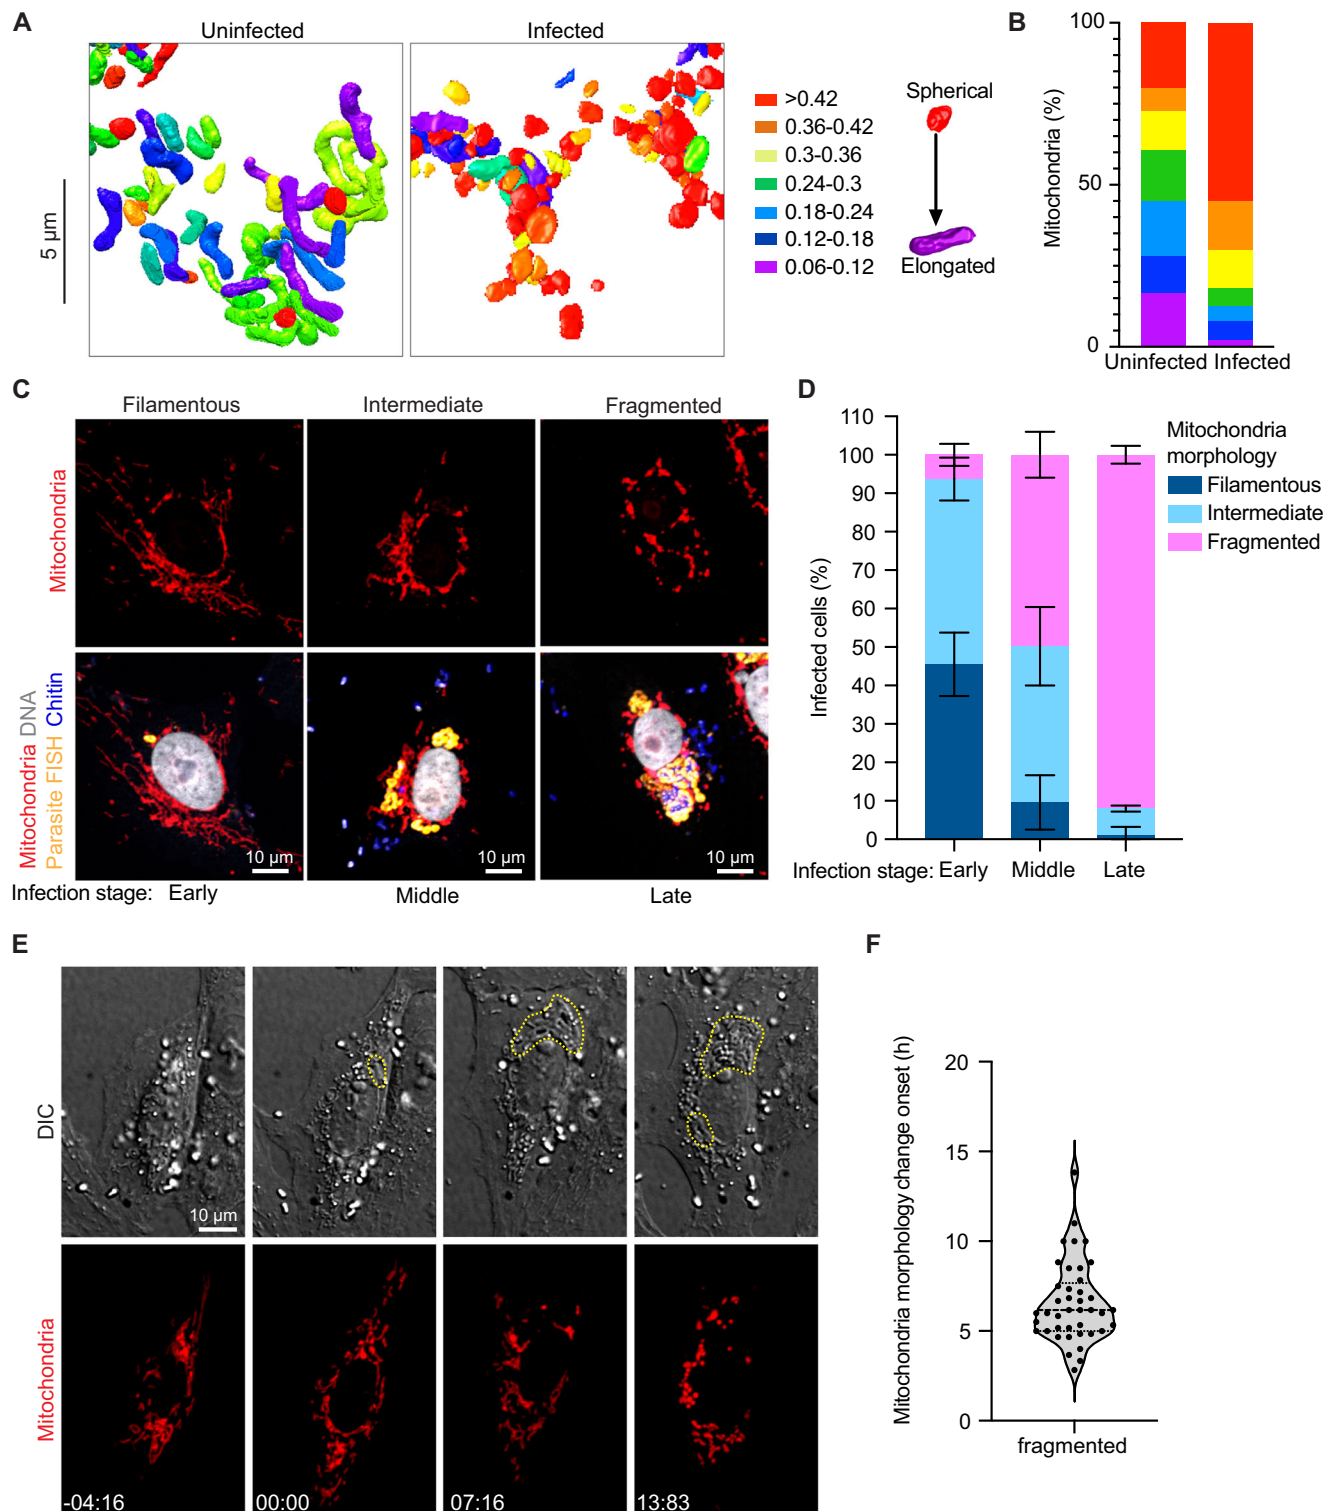 A
Uninfected
Infected
5 µm
>0.42
0.36-0.42
0.3-0.36
0.24-0.3
0.18-0.24
0.12-0.18
0.06-0.12
Spherical
Elongated
B
Mitochondria (%)
100
50
0
Uninfected Infected
C
Filamentous
Intermediate
Fragmented
Mitochondria
Mitochondria DNA
Parasite FISH Chitin
10 µm
10 µm
10 µm
Infection stage: Early
Middle
Late
D
Infected cells (%)
110
100
90
80
70
60
50
40
30
20
10
0
Infection stage: Early Middle Late
Mitochondria
morphology
Filamentous
Intermediate
Fragmented
E
DIC
10 µm
Mitochondria
-04:16
00:00
07:16
13:83
F
Mitochondria morphology change onset (h)
20
15
10
5
0
fragmented